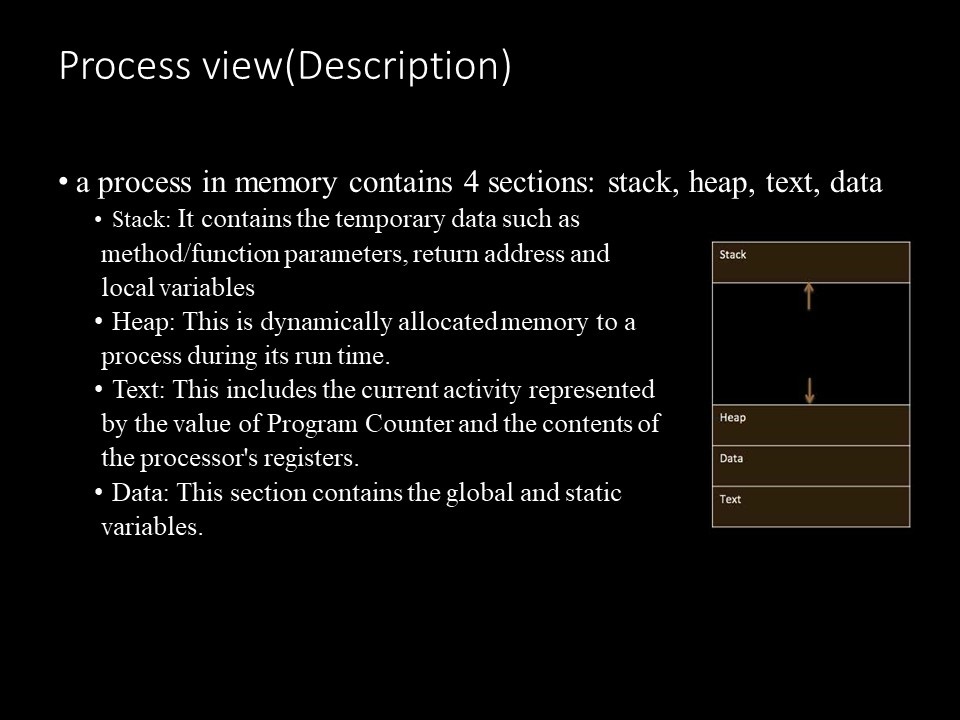 Process view(Description)
• a process in memory contains 4 sections: stack, heap, text, data
• Stack: It contains the temporary data such as
method/function parameters, return address and
local variables
• Heap: This is dynamically allocated memory to a
process during its run time.
• Text: This includes the current activity represented
by the value of Program Counter and the contents of
the processor's registers.
• Data: This section contains the global and static
variables.
Stack
Heap
Data
Text